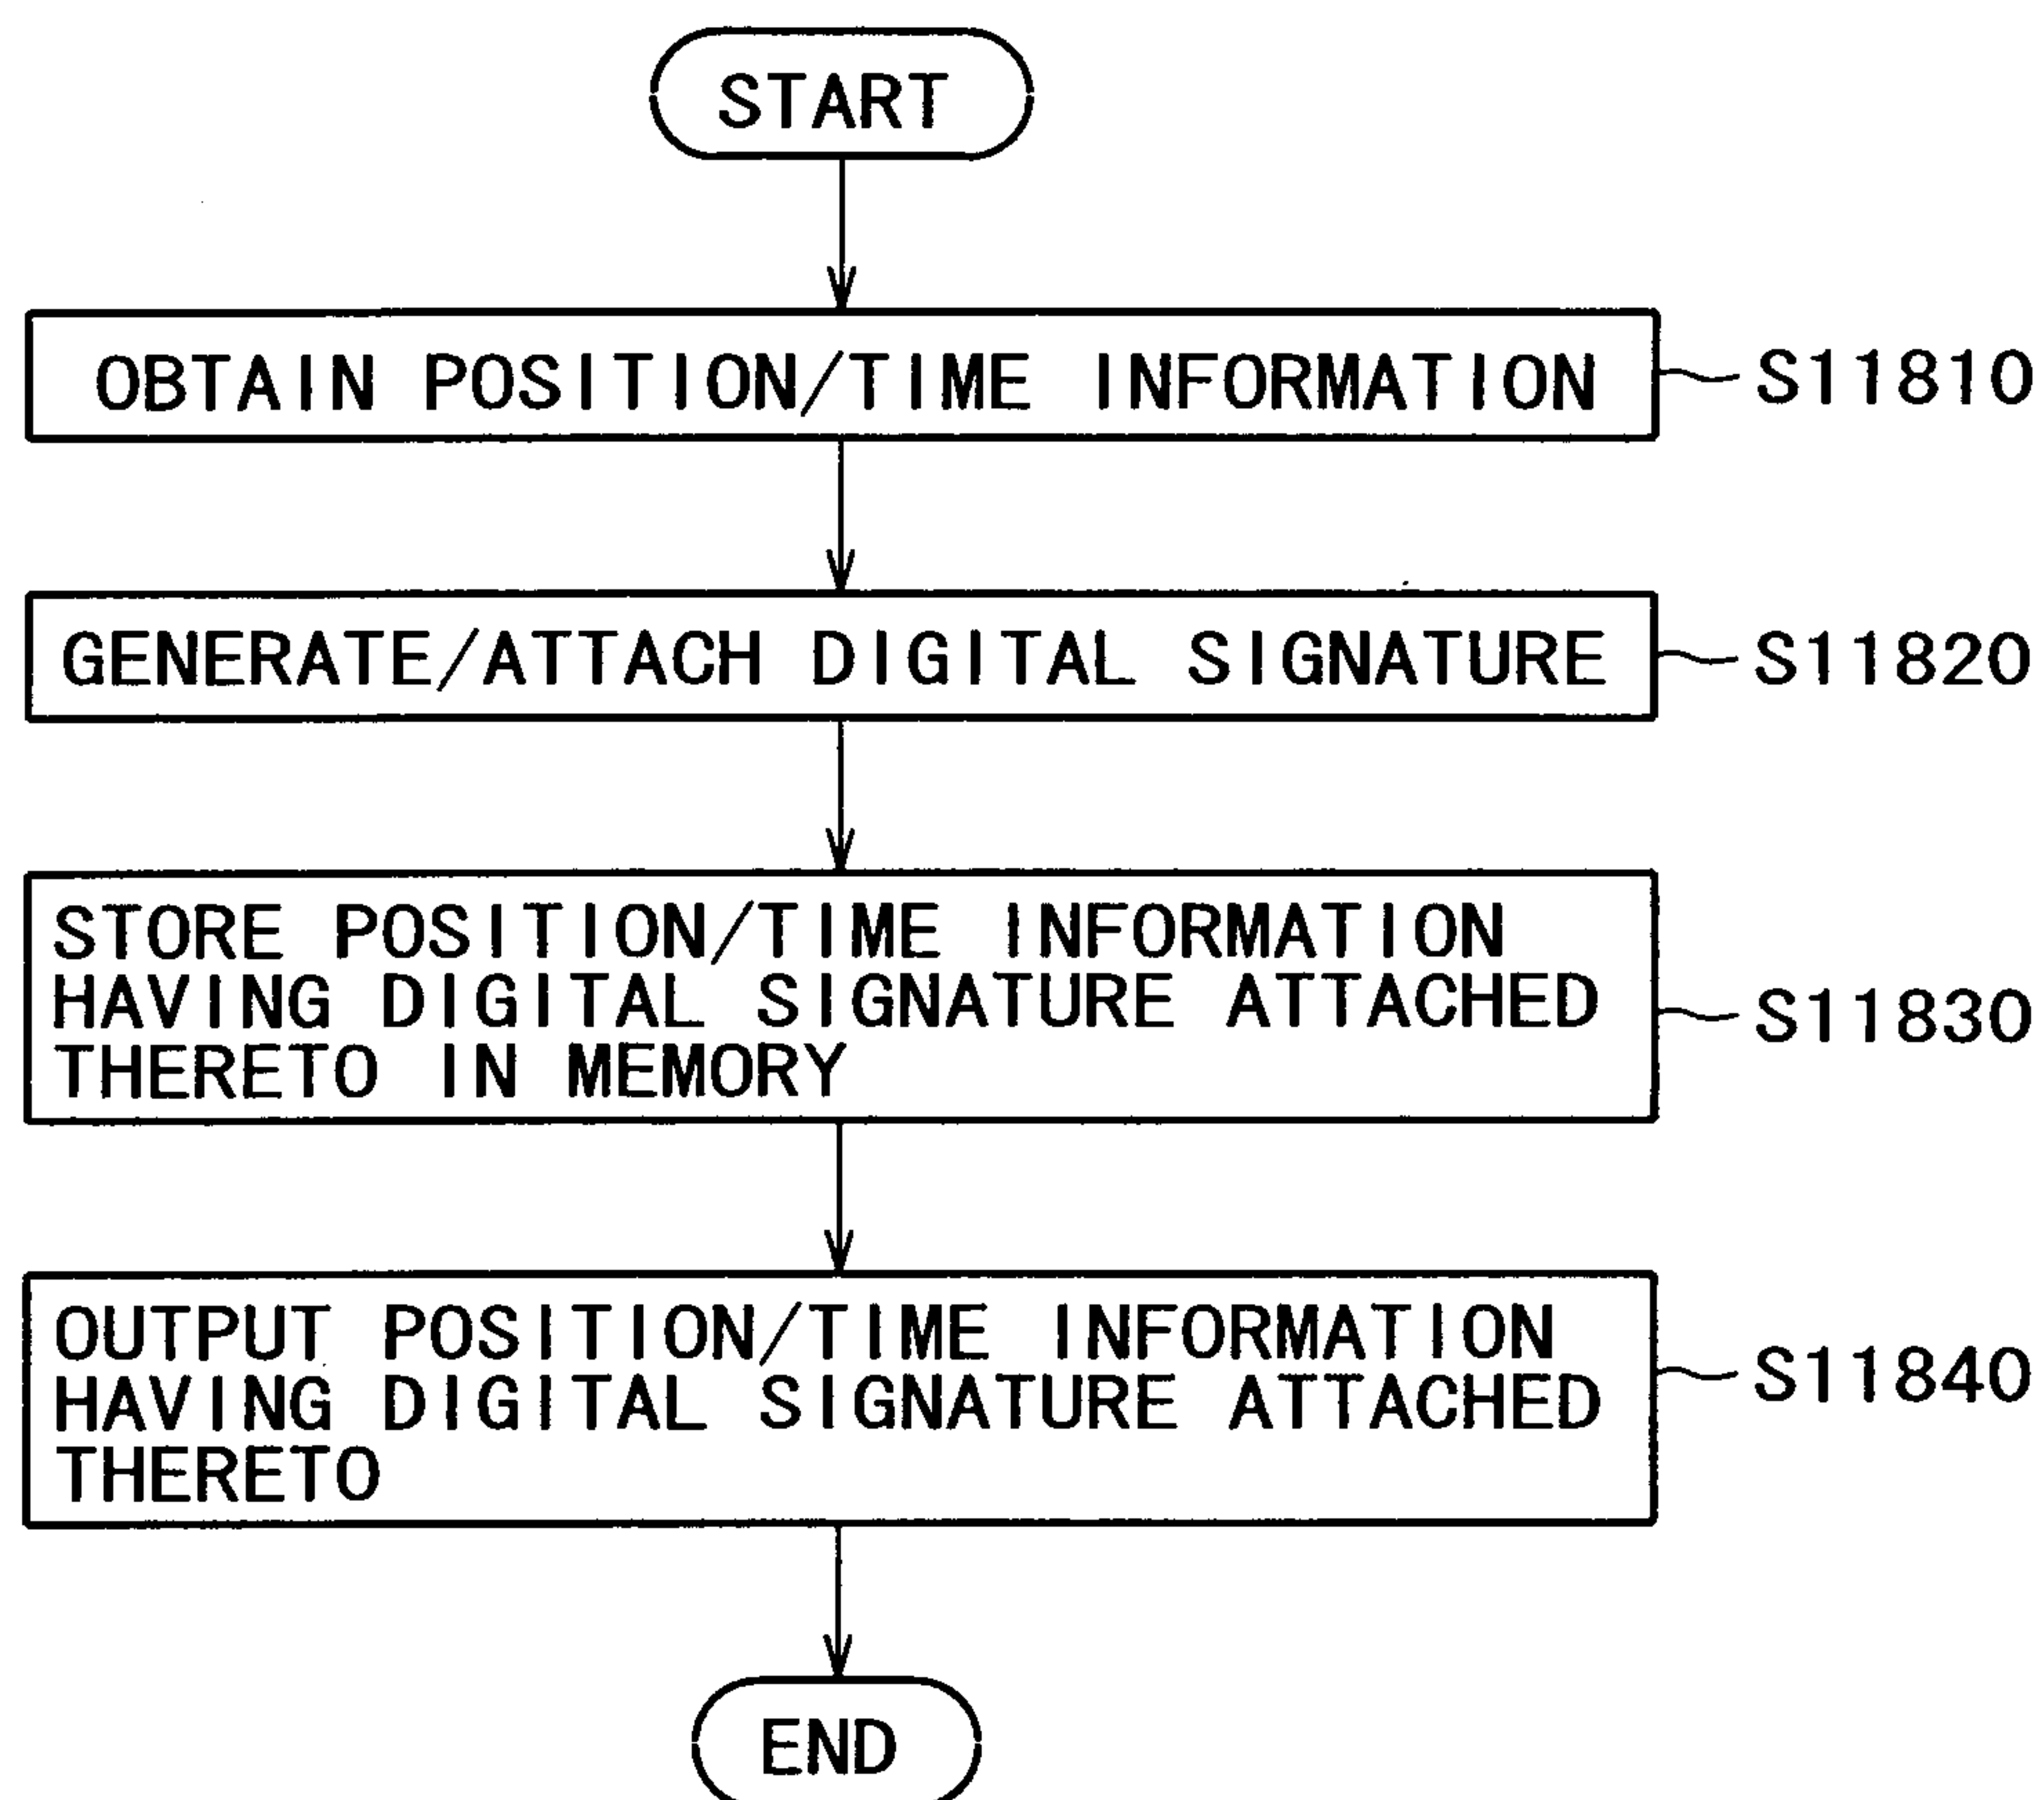 START
OBTAIN POSITION/TIME INFORMATION
S11810
GENERATE/ATTACH DIGITAL SIGNATURE
S11820
STORE POSITION/TIME INFORMATION
HAVING DIGITAL SIGNATURE ATTACHED
THERETO IN MEMORY
S11830
OUTPUT POSITION/TIME INFORMATION
HAVING DIGITAL SIGNATURE ATTACHED
THERETO
S11840
END